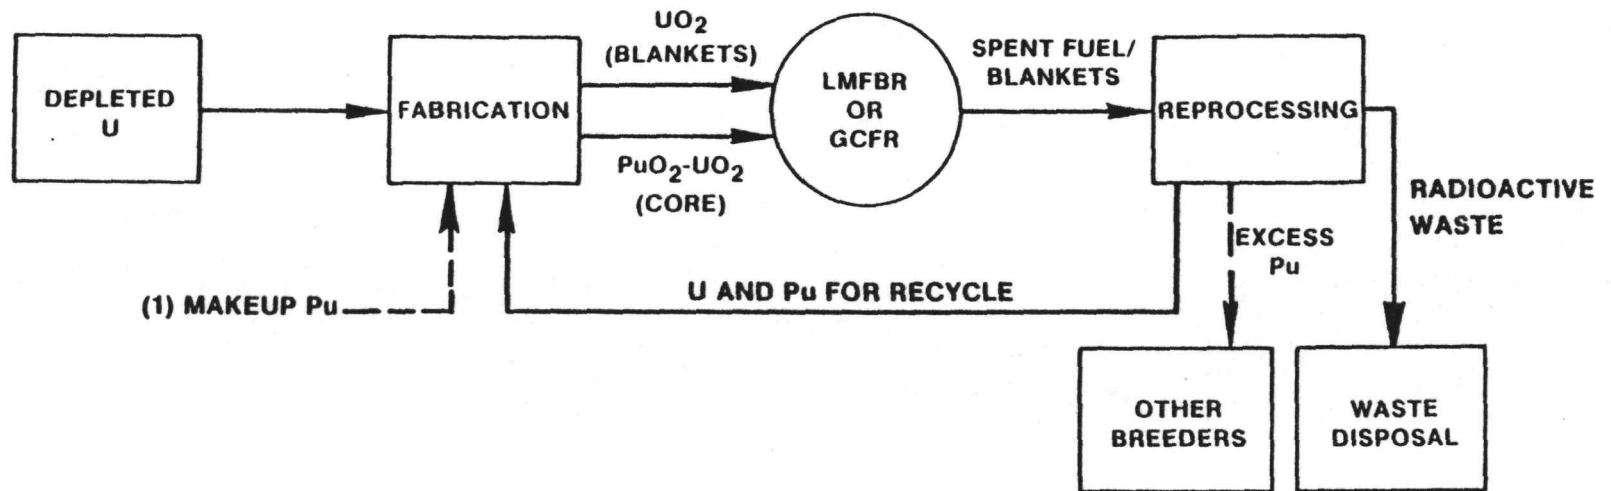 DEPLETED
U
FABRICATION
UO₂
(BLANKETS)
PuO₂-UO₂
(CORE)
LMFBR
OR
GCFR
SPENT FUEL/
BLANKETS
REPROCESSING
RADIOACTIVE
WASTE
EXCESS
Pu
(1) MAKEUP Pu
U AND Pu FOR RECYCLE
OTHER
BREEDERS
WASTE
DISPOSAL